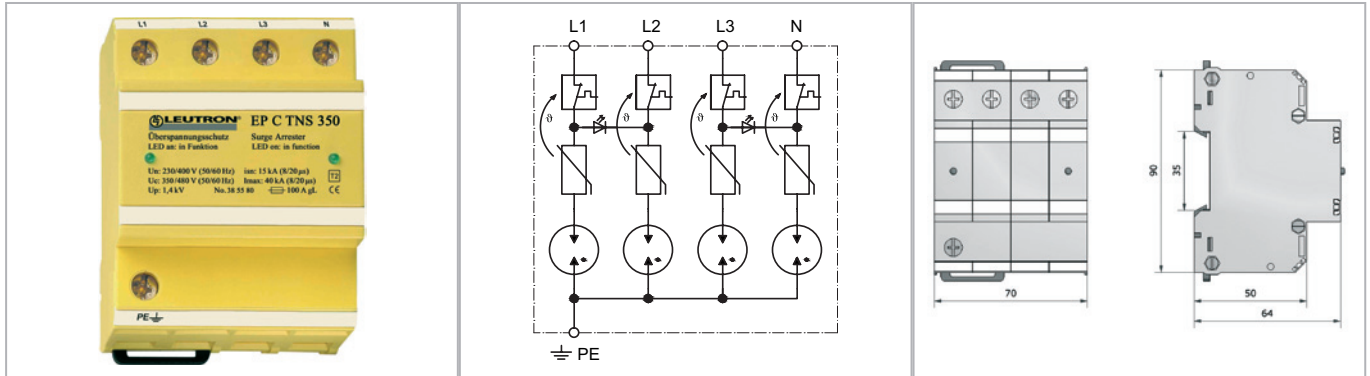 L1 L2 L3 N
LEUTRON® EP C TNS 350
Überspannungsschutz Surge Arrester
LED an: in Funktion LED on: in function
Un: 230/400 V (50/60 Hz) isn: 15 kA (8/20 µs)
Uc: 350/480 V (50/60 Hz) Imax: 40 kA (8/20 µs)
T2
Up: 1,4 kV No. 38 55 80 100 A gL CE
PE
L1 L2 L3 N
ϑ ϑ ϑ ϑ
PE
70
90
35
50
64